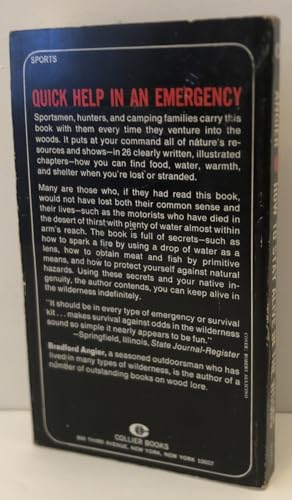 SPORTS
QUICK HELP IN AN EMERGENCY
Sportsmen, hunters, and camping families carry this
book with them every time they venture into the
woods. It puts at your command all of nature's re-
sources and shows—in 26 clearly written, illustrated
chapters—how you can find food, water, warmth,
and shelter when you're lost or stranded.
Many are those who, if they had read this book,
would not have lost both their common sense and
their lives—such as the motorists who have died in
the desert of thirst with plenty of water almost within
arm's reach. The book is full of secrets—such as
how to spark a fire by using a drop of water as a
lens, how to obtain meat and fish by primitive
means, and how to protect yourself against natural
hazards. Using these secrets and your native in-
genuity, the author contends, you can keep alive in
the wilderness indefinitely.
"It should be in every type of emergency or survival
kit... makes survival against odds in the wilderness
sound so simple it nearly appears to be fun."
—Springfield, Illinois, State Journal-Register
Bradford Angier, a seasoned outdoorsman who has
lived in many types of wilderness, is the author of a
number of outstanding books on wood lore.
COVER: ROBERT
COLLIER BOOKS
866 THIRD AVENUE, NEW YORK, NEW YORK 10022